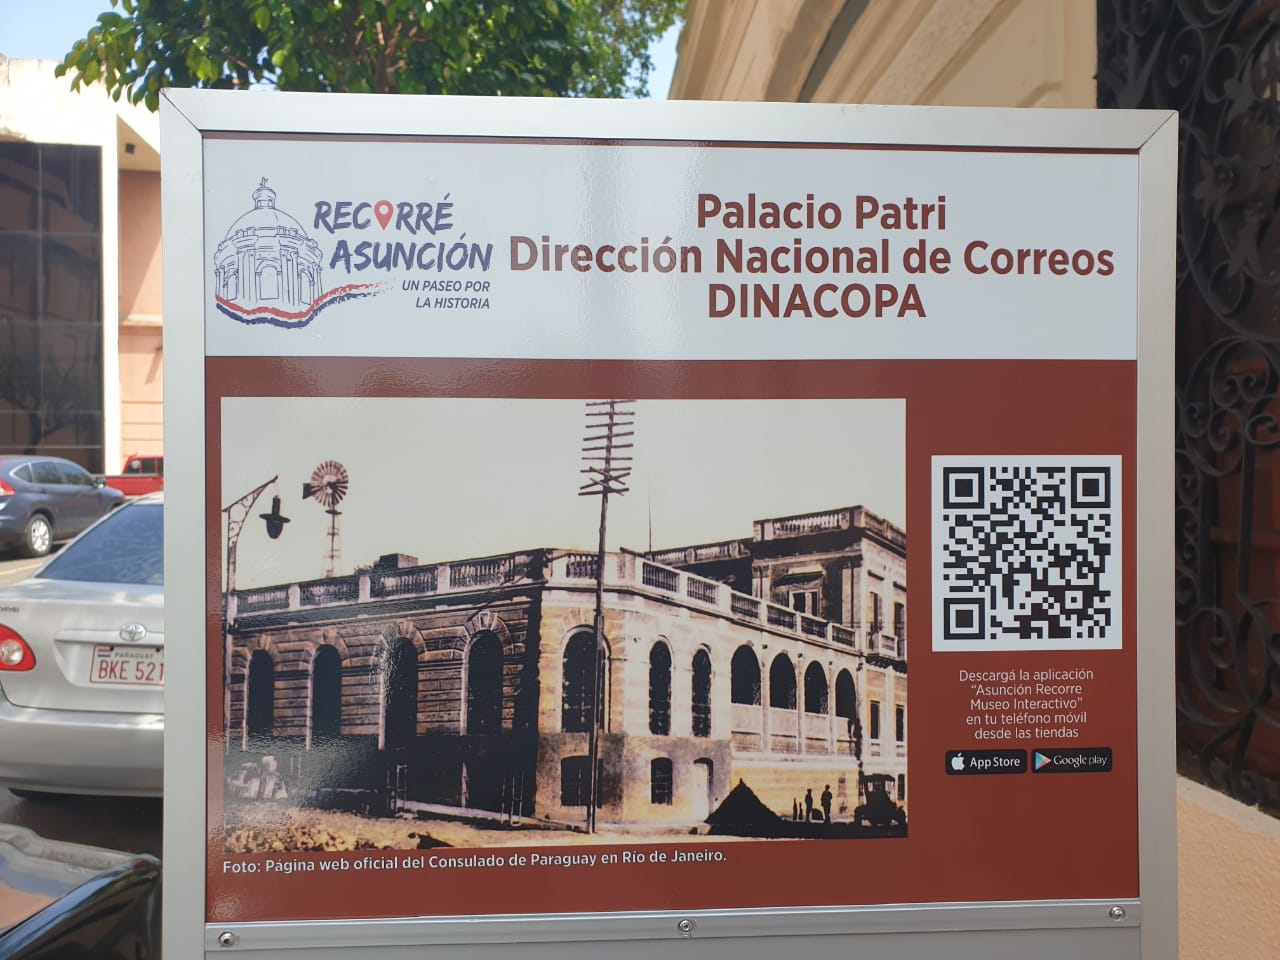 RECORRÉ
ASUNCIÓN
UN PASEO POR
LA HISTORIA
Palacio Patri
Dirección Nacional de Correos
DINACOPA
Descargá la aplicación
“Asunción Recorre
Museo Interactivo”
en tu teléfono móvil
desde las tiendas
App Store
Google play
Foto: Página web oficial del Consulado de Paraguay en Río de Janeiro.
PARAGUAY
BKE 521